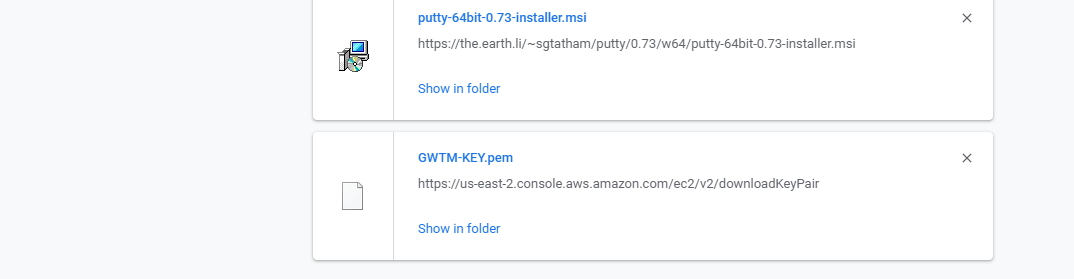 putty-64bit-0.73-installer.msi
https://the.earth.li/~sgtatham/putty/0.73/w64/putty-64bit-0.73-installer.msi
Show in folder
GWTM-KEY.pem
https://us-east-2.console.aws.amazon.com/ec2/v2/downloadKeyPair
Show in folder